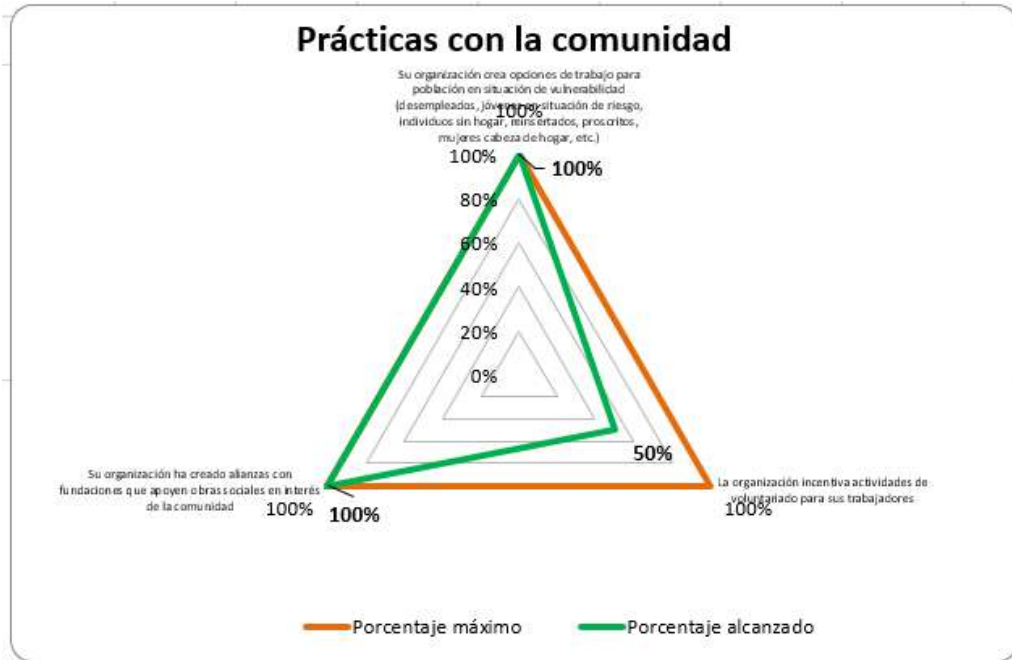 Prácticas con la comunidad
Su organización crea opciones de trabajo para
población en situación de vulnerabilidad
(desempleados, jóvenes en situación de riesgo,
individuos sin hogar, reinsertados, proscritos,
100%
mujeres cabeza de hogar, etc.)
100%
100%
80%
60%
40%
20%
0%
50%
Su organización ha creado alianzas con
fundaciones que apoyen obras sociales en interés
de la comunidad
100%
100%
La organización incentiva actividades de
voluntariado para sus trabajadores
100%
Porcentaje máximo
Porcentaje alcanzado